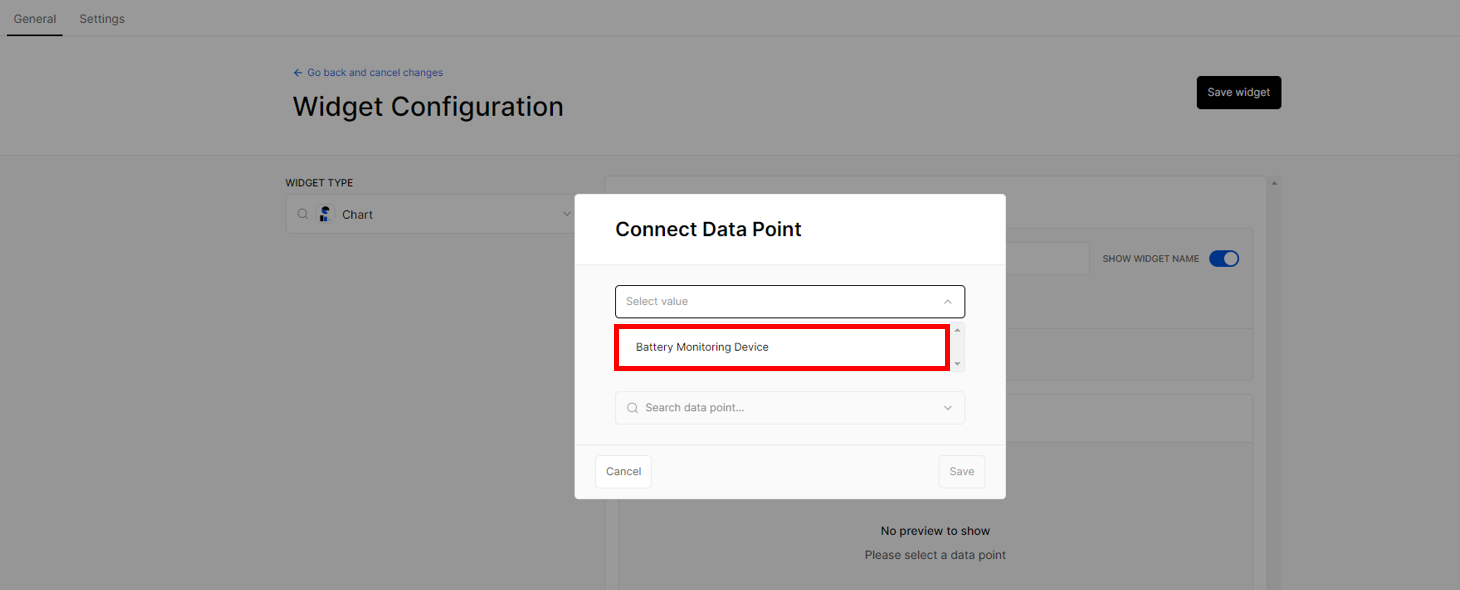 General Settings
Go back and cancel changes
Widget Configuration
Save widget
WIDGET TYPE
Chart
Connect Data Point
SHOW WIDGET NAME
Select value
Battery Monitoring Device
Search data point...
Cancel
Save
No preview to show
Please select a data point